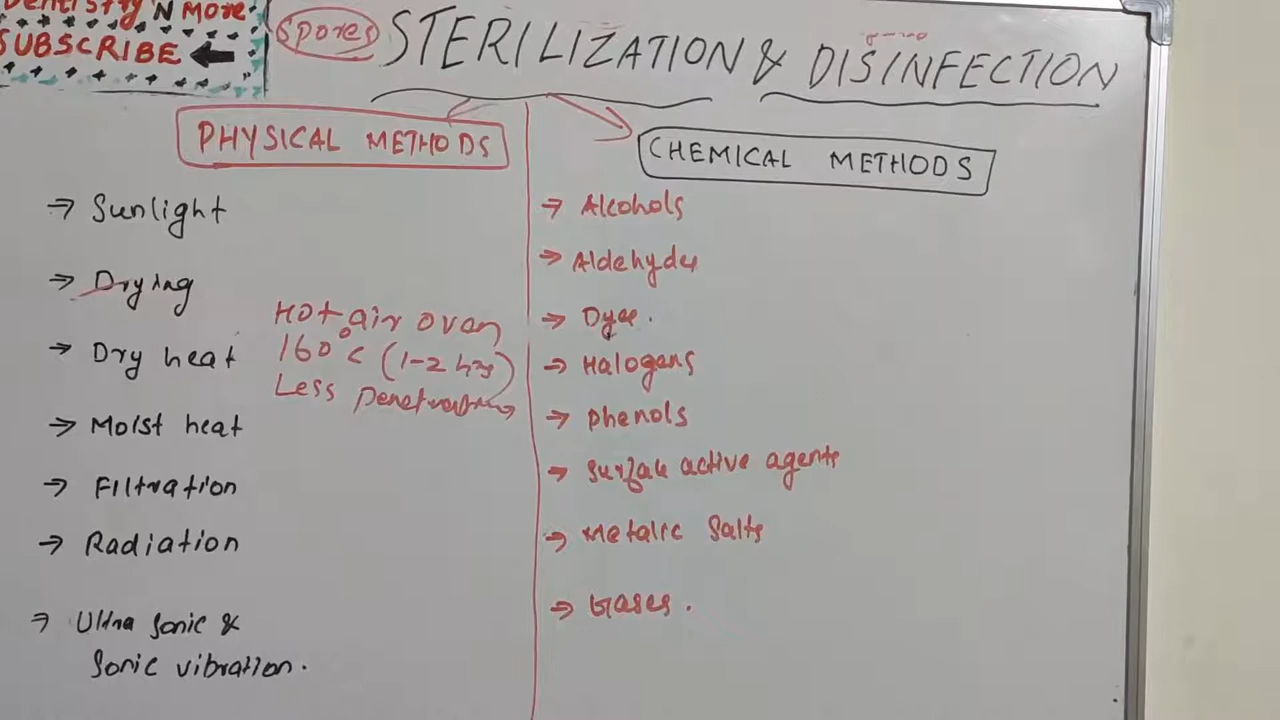 Dentistry 'N More
SUBSCRIBE
Spores
STERILIZATION & DISINFECTION
PHYSICAL METHODS
→ Sunlight
→ Drying
→ Dry heat
Hot air oven
160°C (1-2 hrs)
Less penetration
→ Moist heat
→ Filtration
→ Radiation
→ Ultra sonic &
sonic vibration.
CHEMICAL METHODS
→ Alcohols
→ Aldehydes
→ Dyes.
→ Halogens
→ Phenols
→ Surface active agents
→ Metalic salts
→ Gases.